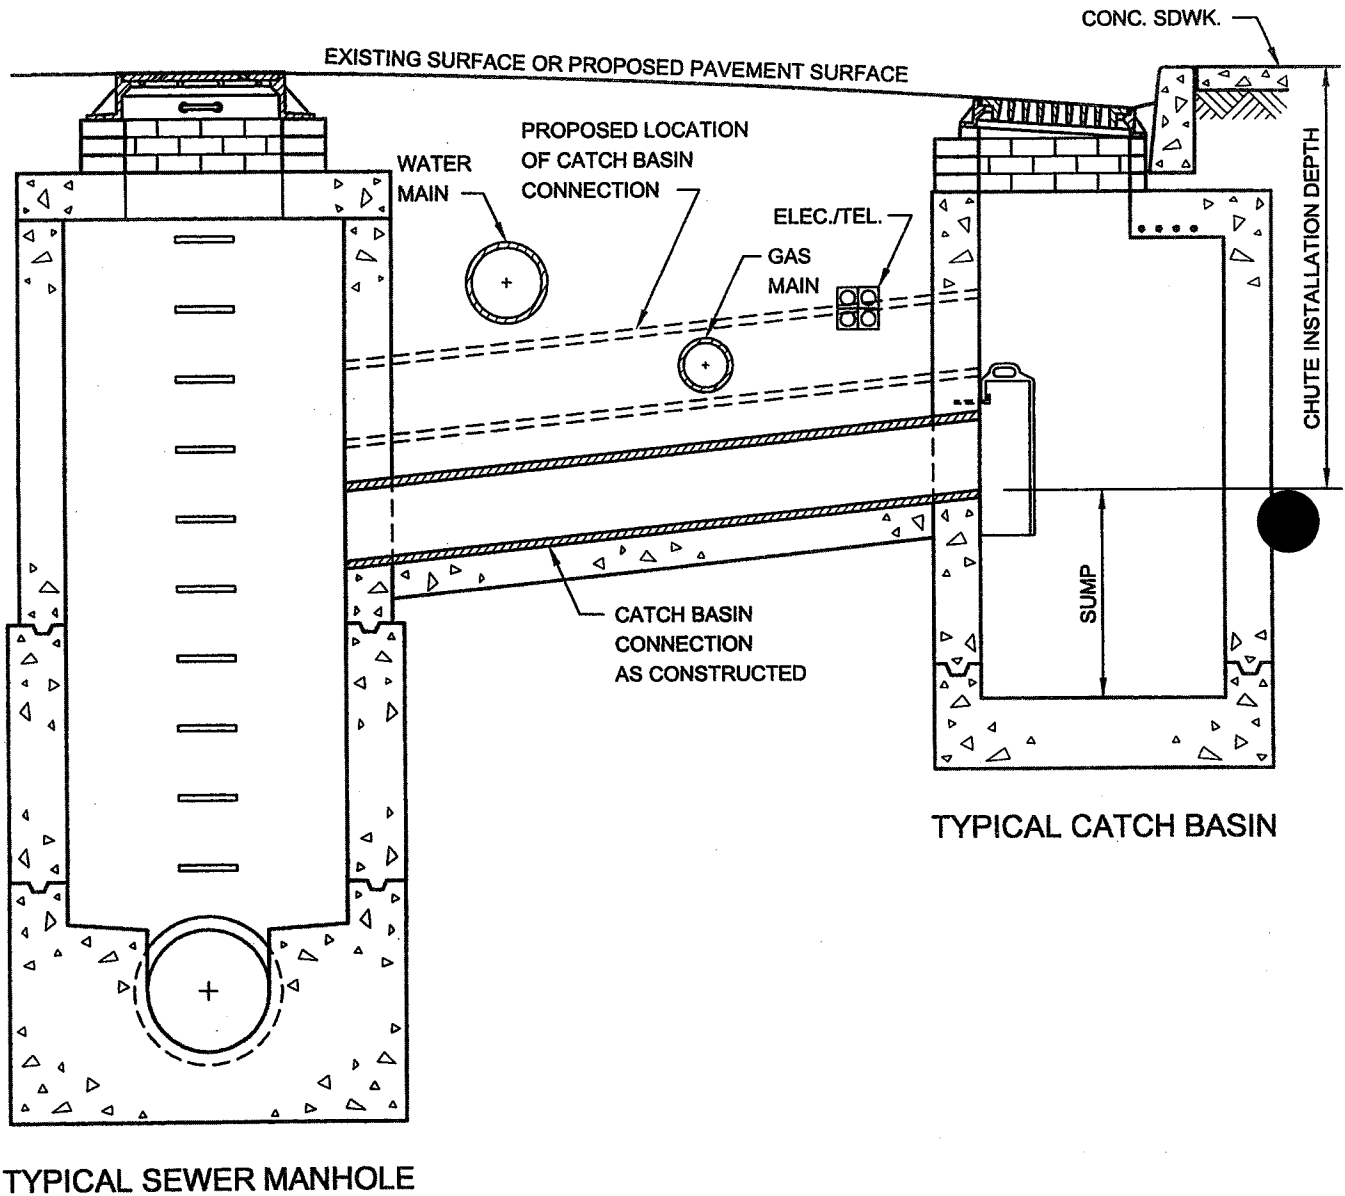 CONC. SDWK.
EXISTING SURFACE OR PROPOSED PAVEMENT SURFACE
PROPOSED LOCATION
OF CATCH BASIN
CONNECTION
WATER
MAIN
ELEC./TEL.
GAS
MAIN
CHUTE INSTALLATION DEPTH
SUMP
CATCH BASIN
CONNECTION
AS CONSTRUCTED
TYPICAL CATCH BASIN
TYPICAL SEWER MANHOLE